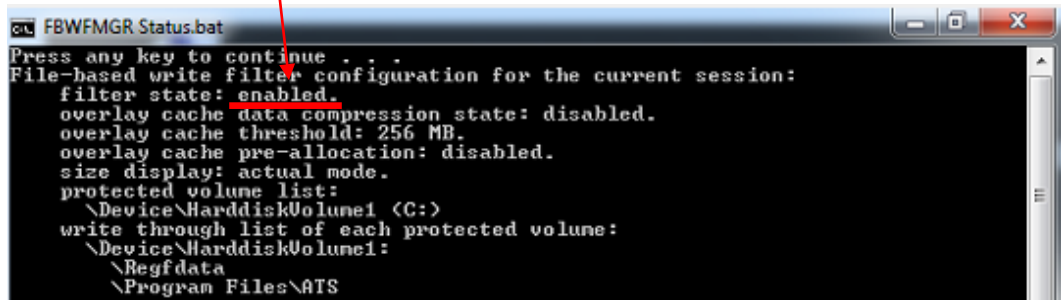 FBWFMGR Status.bat
Press any key to continue . . .
File-based write filter configuration for the current session:
    filter state: enabled.
    overlay cache data compression state: disabled.
    overlay cache threshold: 256 MB.
    overlay cache pre-allocation: disabled.
    size display: actual mode.
    protected volume list:
      \Device\HarddiskVolume1 (C:)
    write through list of each protected volume:
      \Device\HarddiskVolume1:
        \Regfdata
        \Program Files\ATS